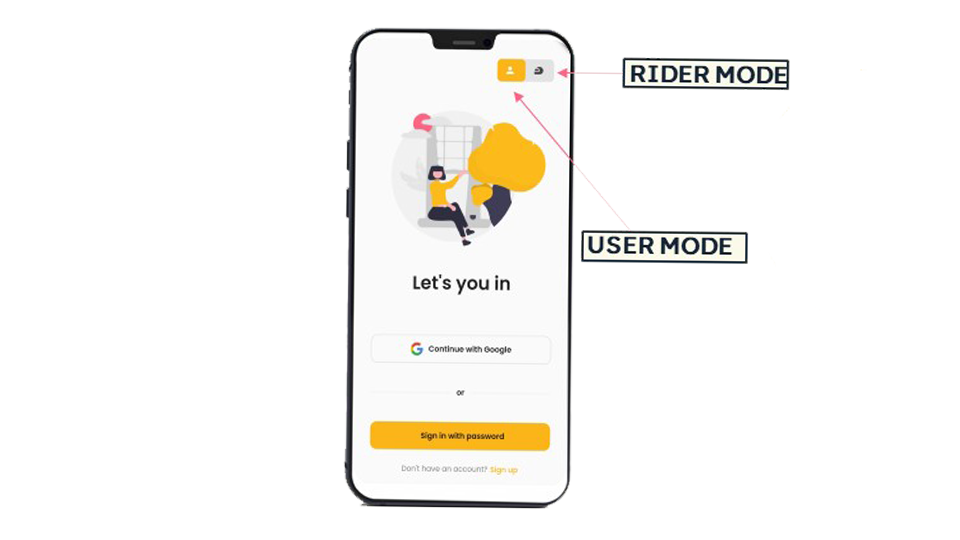 RIDER MODE
USER MODE
Let's you in
Continue with Google
or
Sign in with password
Don't have an account? Sign up